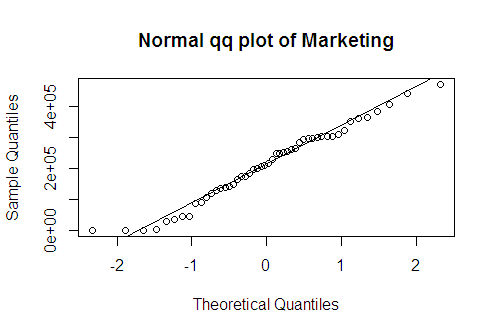 Normal qq plot of Marketing
Sample Quantiles
4e+05
2e+05
0e+00
-2 -1 0 1 2
Theoretical Quantiles